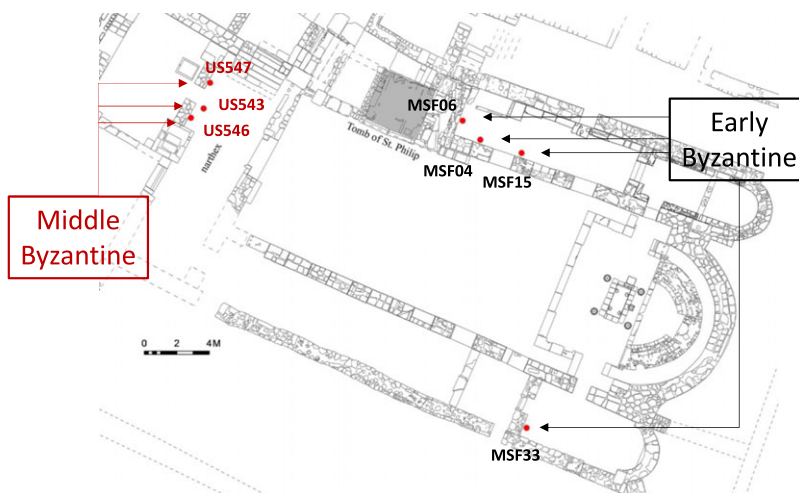 US547
US543
US546
narthex
Tomb of St. Philip
MSF06
MSF04
MSF15
Early
Byzantine
Middle
Byzantine
0 2 4M
MSF33